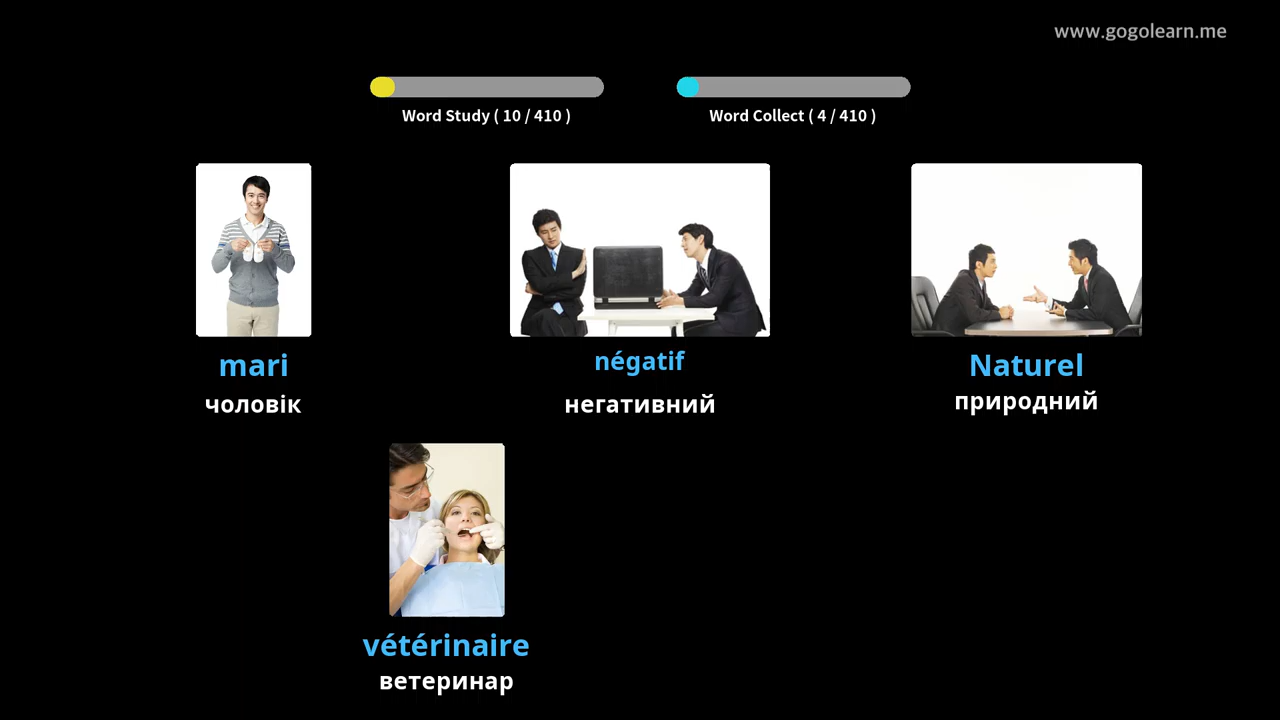 www.gogolearn.me
Word Study ( 10 / 410 )
Word Collect ( 4 / 410 )
mari
чоловік
négatif
негативний
Naturel
природний
vétérinaire
ветеринар